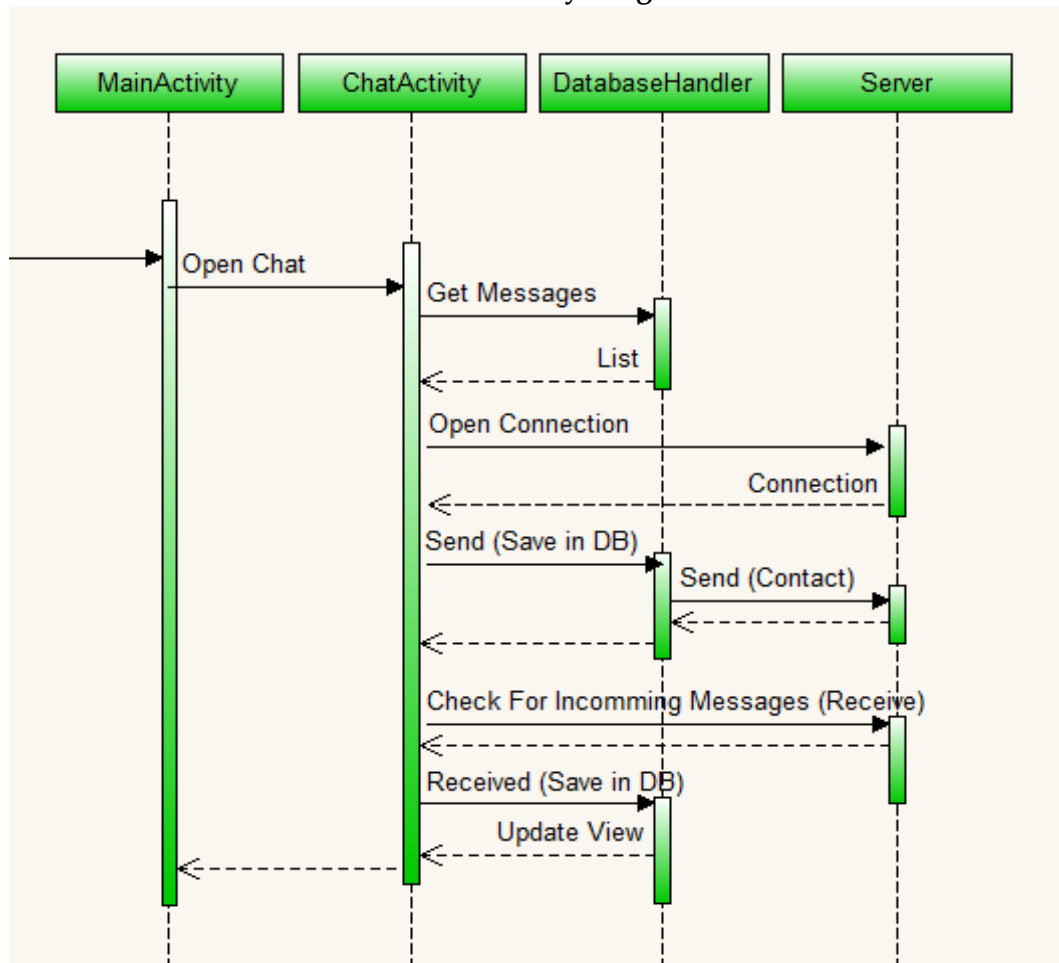 MainActivity
ChatActivity
DatabaseHandler
Server
Open Chat
Get Messages
List
Open Connection
Connection
Send (Save in DB)
Send (Contact)
Check For Incomming Messages (Receive)
Received (Save in DB)
Update View